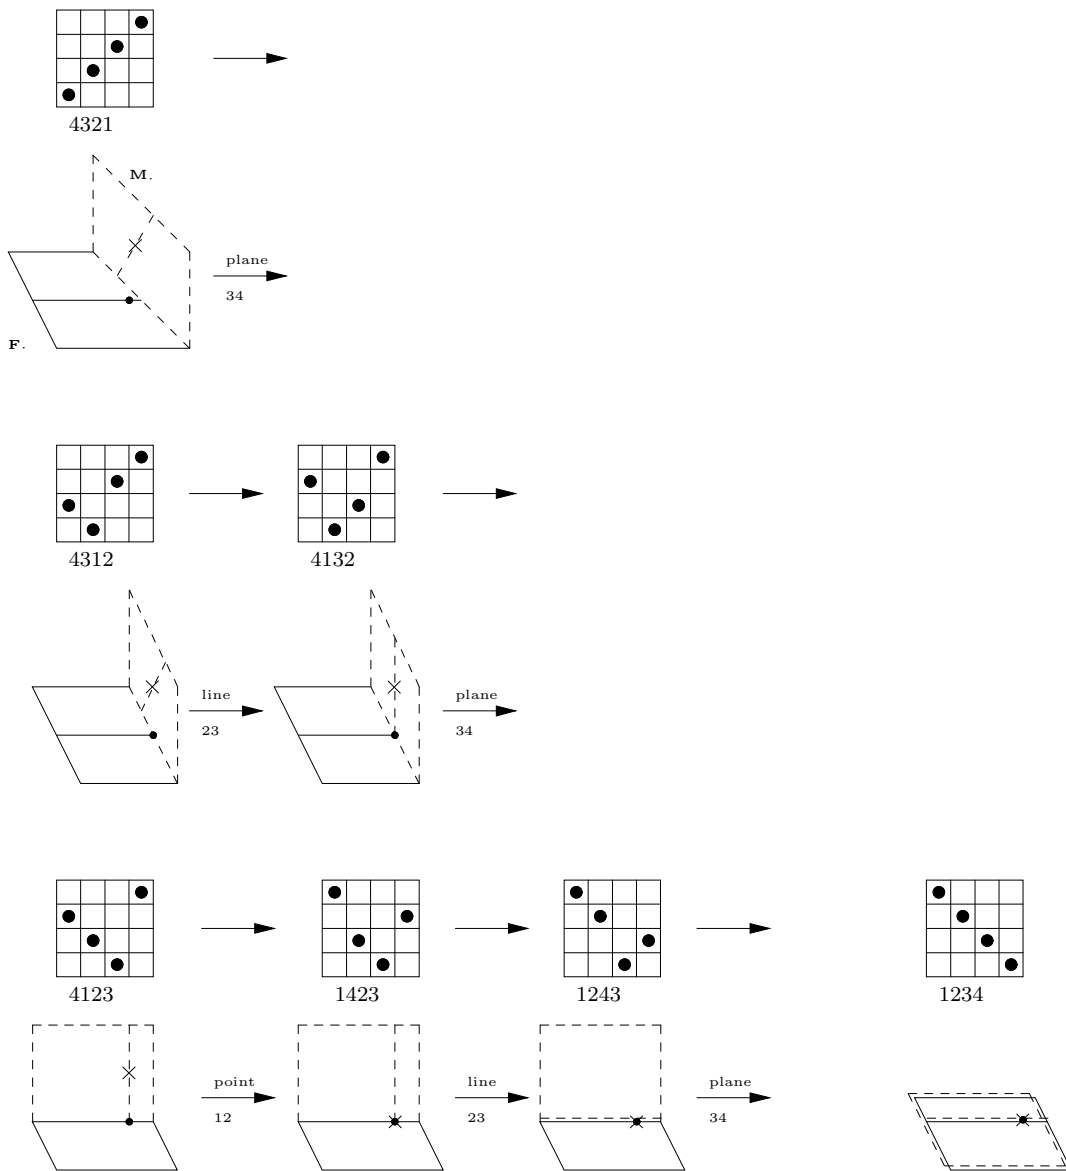 4321
M.
plane
34
F.
4312 4132
line plane
23 34
4123 1423 1243 1234
point line plane
12 23 34